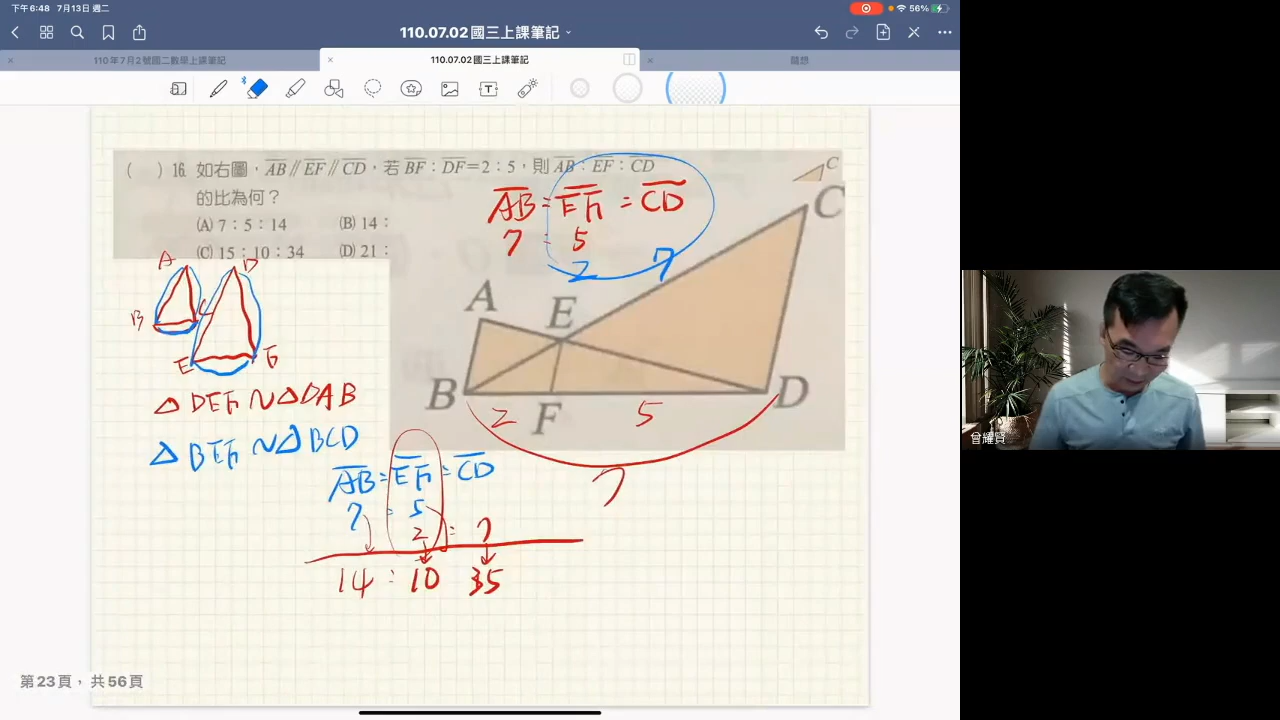 下午6:48 7月13日 週二
56%
110.07.02國三上課筆記
110年7月2號國二數學上課筆記
110.07.02國三上課筆記
隨想
( ) 16. 如右圖，AB∥EF∥CD，若 BF：DF=2：5，則 AB：EF：CD
的比為何？
(A) 7：5：14 (B) 14：
(C) 15：10：34 (D) 21：
C
AB = EF = CD
7 : 5
2 7
A
B
C
D
E
F
A
B
C
D
E
F
2 5
7
△DEF~△DAB
△BEF~△BCD
AB = EF = CD
7 : 5
2 : 7
14 : 10 35
曾耀賢
第23頁，共56頁